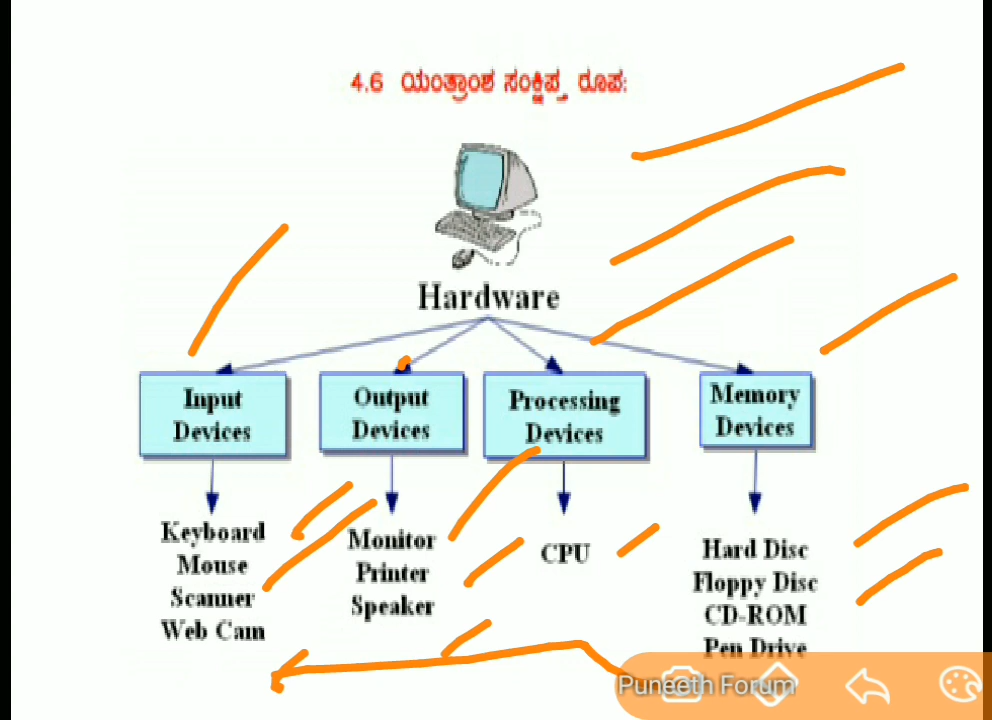 4.6 ಯಂತ್ರಾಂಶ ಸಂಕ್ಷಿಪ್ತ ರೂಪ:
Hardware
Input
Devices
Output
Devices
Processing
Devices
Memory
Devices
Keyboard
Mouse
Scanner
Web Cam
Monitor
Printer
Speaker
CPU
Hard Disc
Floppy Disc
CD-ROM
Pen Drive
Puneeth Forum